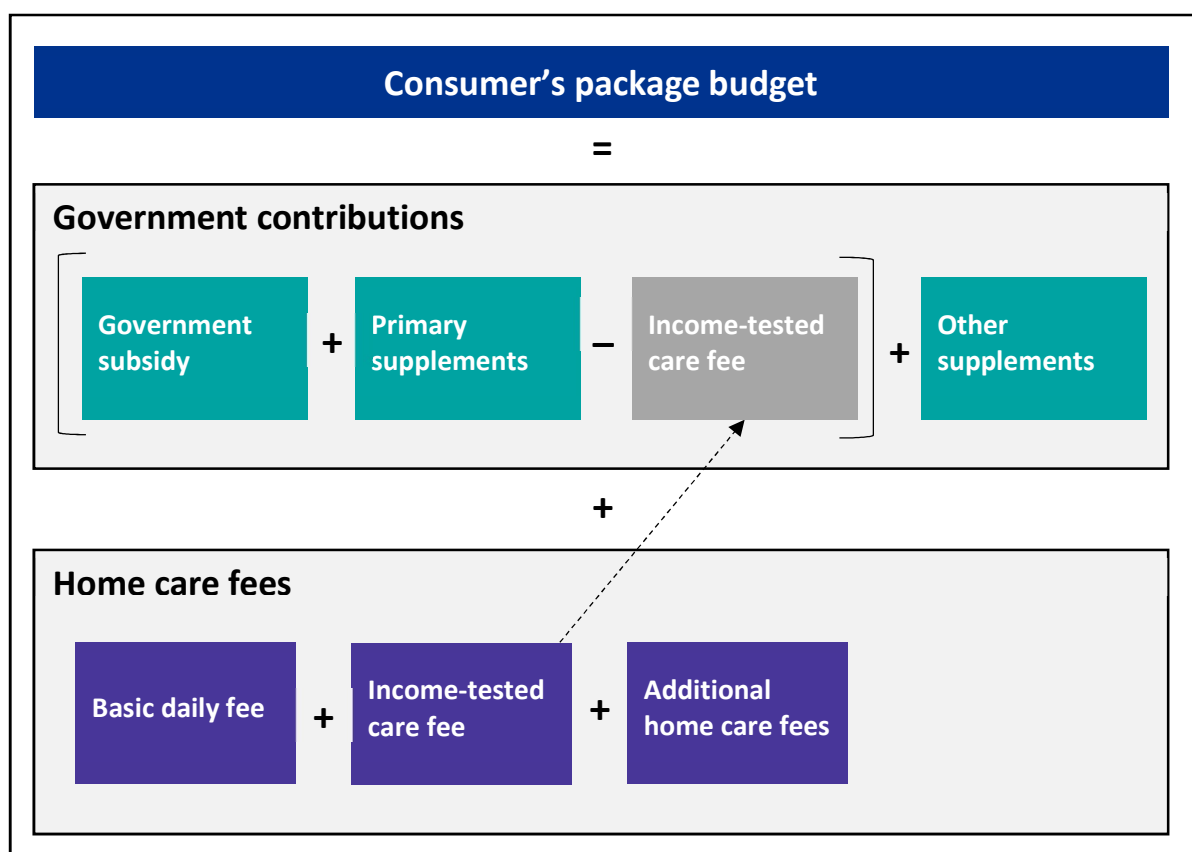 Consumer’s package budget
=
Government contributions
Government
subsidy
+
Primary
supplements
–
Income-tested
care fee
+
Other
supplements
+
Home care fees
Basic daily fee
+
Income-tested
care fee
+
Additional
home care fees